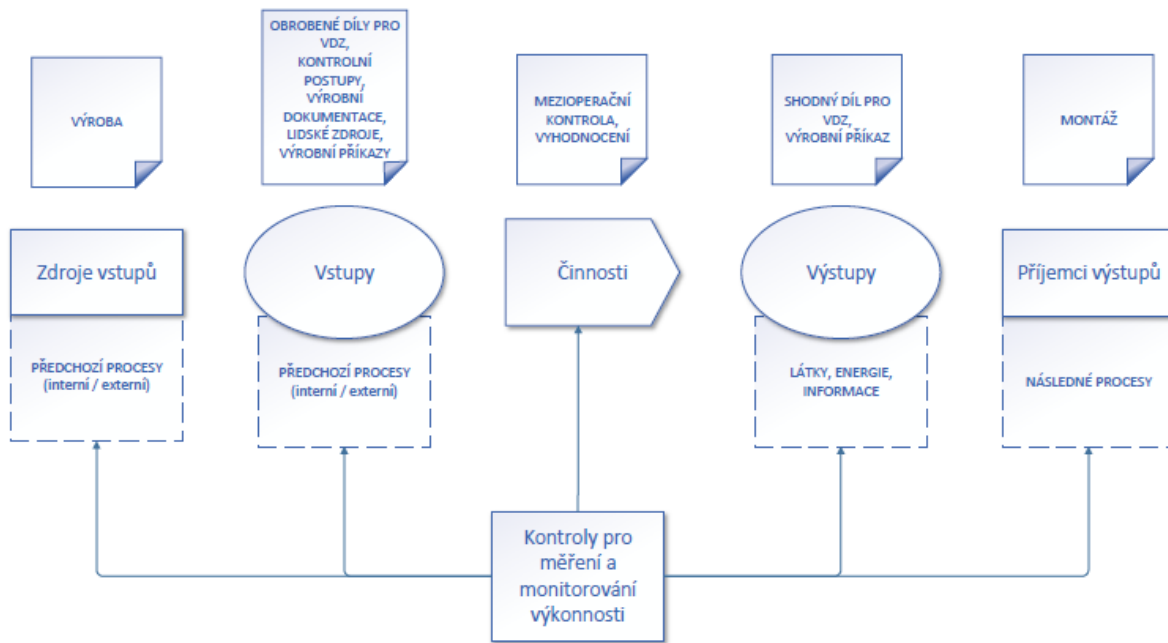 VÝROBA
OBROBENÉ DÍLY PRO
VDZ,
KONTROLNÍ
POSTUPY,
VÝROBNÍ
DOKUMENTACE,
LIDSKÉ ZDROJE,
VÝROBNÍ PŘÍKAZY
MEZIOPERAČNÍ
KONTROLA,
VYHODNOCENÍ
SHODNÝ DÍL PRO
VDZ,
VÝROBNÍ PŘÍKAZ
MONTÁŽ
Zdroje vstupů
Vstupy
Činnosti
Výstupy
Příjemci výstupů
PŘEDCHOZÍ PROCESY
(interní / externí)
PŘEDCHOZÍ PROCESY
(interní / externí)
LÁTKY, ENERGIE,
INFORMACE
NÁSLEDNÉ PROCESY
Kontroly pro
měření a
monitorování
výkonnosti